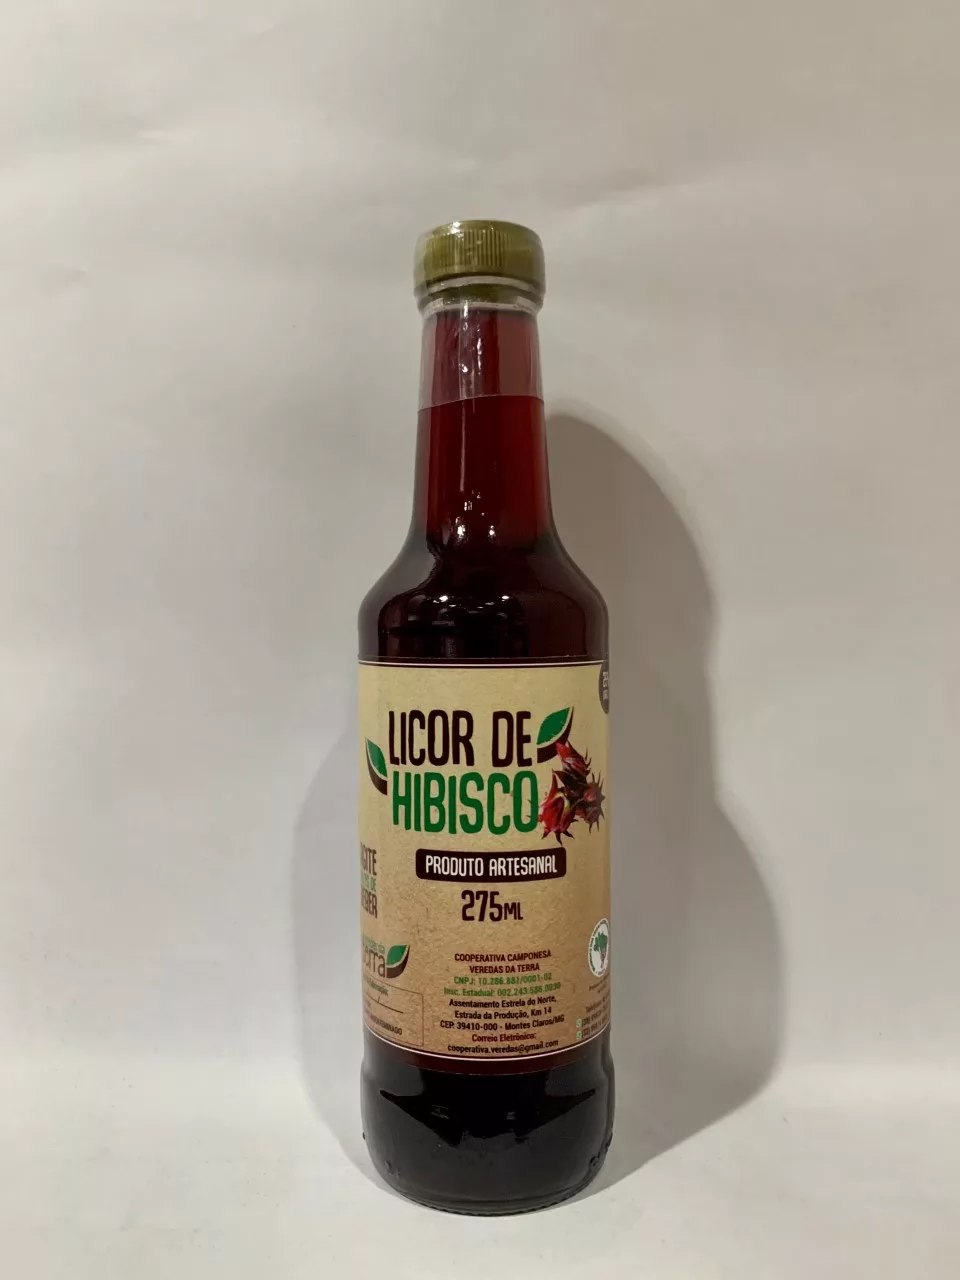 LICOR DE
HIBISCO
PRODUTO ARTESANAL
275ML
COOPERATIVA CAMPONESA
VEREDAS DA TERRA
CNPJ: 10.286.881/0001-02
Insc. Estadual: 002.243.586.0030
Assentamento Estrela do Norte,
Estrada da Produção, Km 14
CEP. 39410-000 - Montes Claros/MG
Correio Eletrônico:
cooperativa.veredas@gmail.com
terra